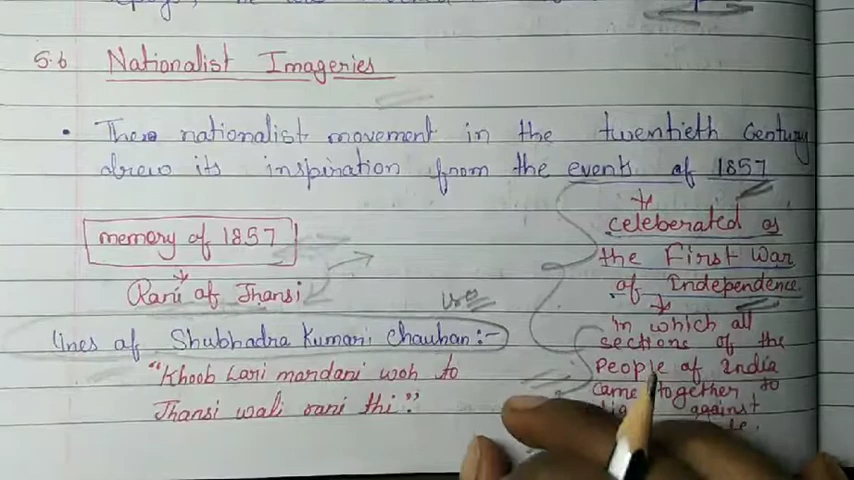 5.6 Nationalist Imageries
• The nationalist movement in the twentieth Century
drew its inspiration from the events of 1857
celeberated as
the First War
of Independence.
in which all
sections of the
People of India
came together to
against
memory of 1857
Rani of Jhansi
lines of Shubhadra Kumari Chauhan:-
"Khoob Lari mardani woh to
Jhansi wali rani thi."